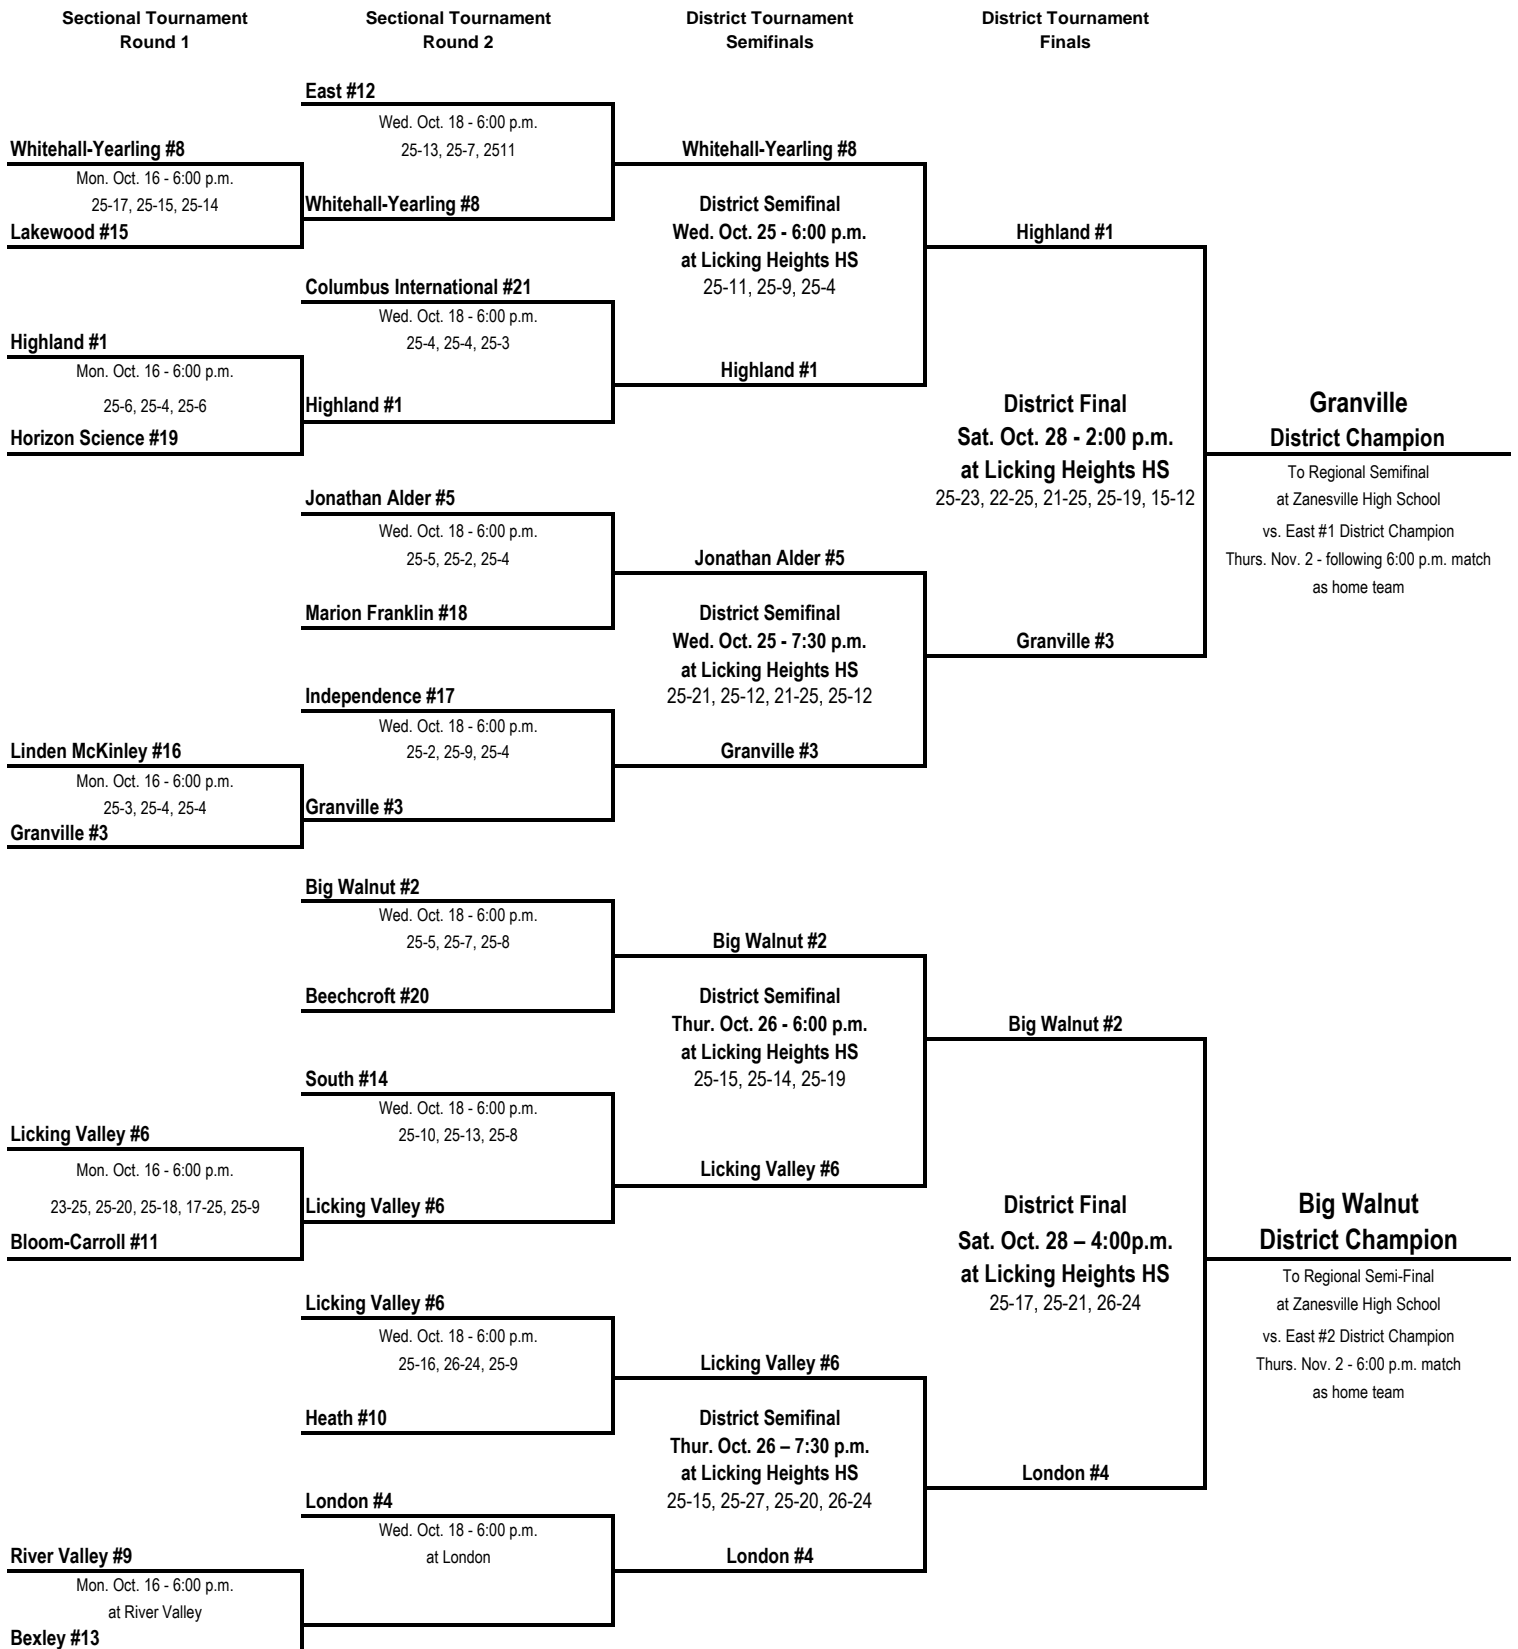 Sectional Tournament
Round 1
Sectional Tournament
Round 2
District Tournament
Semifinals
District Tournament
Finals
East #12
Wed. Oct. 18 - 6:00 p.m.
25-13, 25-7, 2511
Whitehall-Yearling #8
Whitehall-Yearling #8
Mon. Oct. 16 - 6:00 p.m.
25-17, 25-15, 25-14
Lakewood #15
Whitehall-Yearling #8
District Semifinal
Wed. Oct. 25 - 6:00 p.m.
at Licking Heights HS
25-11, 25-9, 25-4
Highland #1
Columbus International #21
Wed. Oct. 18 - 6:00 p.m.
25-4, 25-4, 25-3
Highland #1
Highland #1
Mon. Oct. 16 - 6:00 p.m.
25-6, 25-4, 25-6
Horizon Science #19
Highland #1
District Final
Sat. Oct. 28 - 2:00 p.m.
at Licking Heights HS
25-23, 22-25, 21-25, 25-19, 15-12
Granville
District Champion
To Regional Semifinal
at Zanesville High School
vs. East #1 District Champion
Thurs. Nov. 2 - following 6:00 p.m. match
as home team
Jonathan Alder #5
Wed. Oct. 18 - 6:00 p.m.
25-5, 25-2, 25-4
Marion Franklin #18
Jonathan Alder #5
District Semifinal
Wed. Oct. 25 - 7:30 p.m.
at Licking Heights HS
25-21, 25-12, 21-25, 25-12
Granville #3
Granville #3
Independence #17
Wed. Oct. 18 - 6:00 p.m.
25-2, 25-9, 25-4
Granville #3
Linden McKinley #16
Mon. Oct. 16 - 6:00 p.m.
25-3, 25-4, 25-4
Granville #3
Big Walnut #2
Wed. Oct. 18 - 6:00 p.m.
25-5, 25-7, 25-8
Beechcroft #20
Big Walnut #2
District Semifinal
Thur. Oct. 26 - 6:00 p.m.
at Licking Heights HS
25-15, 25-14, 25-19
Licking Valley #6
Big Walnut #2
South #14
Wed. Oct. 18 - 6:00 p.m.
25-10, 25-13, 25-8
Licking Valley #6
Licking Valley #6
Mon. Oct. 16 - 6:00 p.m.
23-25, 25-20, 25-18, 17-25, 25-9
Bloom-Carroll #11
District Final
Sat. Oct. 28 – 4:00p.m.
at Licking Heights HS
25-17, 25-21, 26-24
Big Walnut
District Champion
To Regional Semi-Final
at Zanesville High School
vs. East #2 District Champion
Thurs. Nov. 2 - 6:00 p.m. match
as home team
Licking Valley #6
Wed. Oct. 18 - 6:00 p.m.
25-16, 26-24, 25-9
Heath #10
Licking Valley #6
District Semifinal
Thur. Oct. 26 – 7:30 p.m.
at Licking Heights HS
25-15, 25-27, 25-20, 26-24
London #4
London #4
London #4
Wed. Oct. 18 - 6:00 p.m.
at London
River Valley #9
Mon. Oct. 16 - 6:00 p.m.
at River Valley
Bexley #13